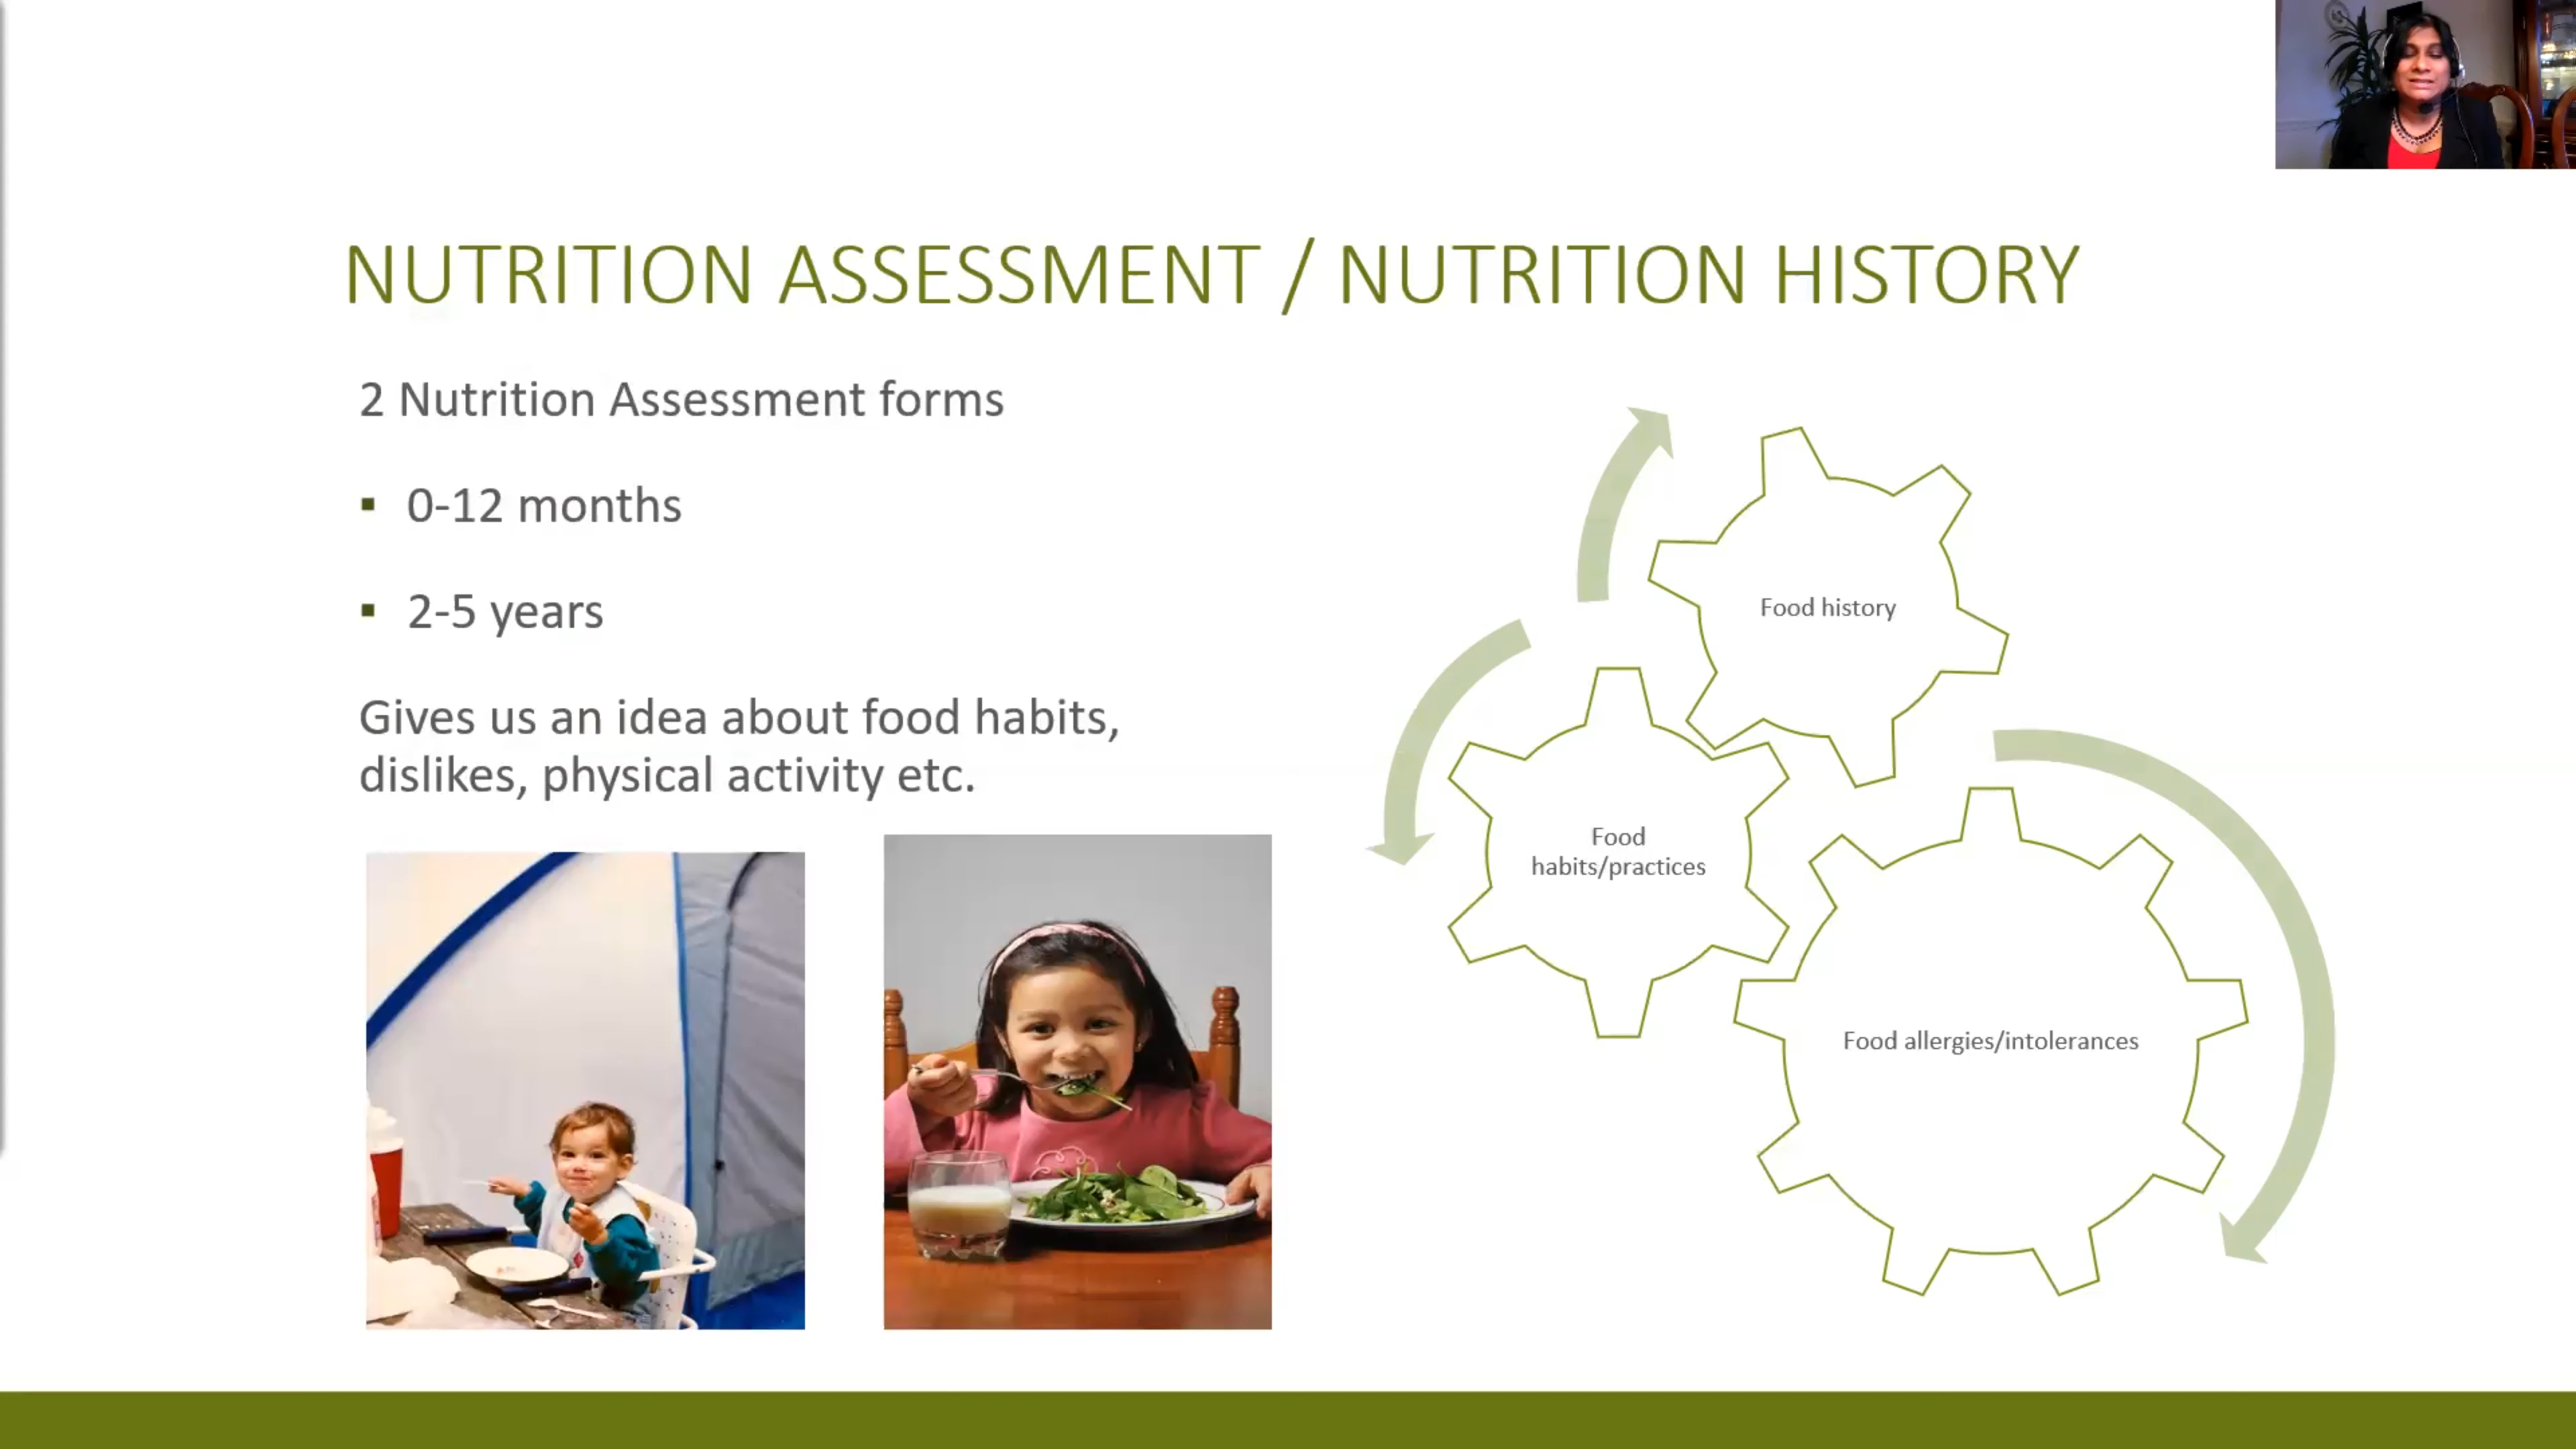 NUTRITION ASSESSMENT / NUTRITION HISTORY
2 Nutrition Assessment forms
▪ 0-12 months
▪ 2-5 years
Gives us an idea about food habits,
dislikes, physical activity etc.
Food history
Food
habits/practices
Food allergies/intolerances